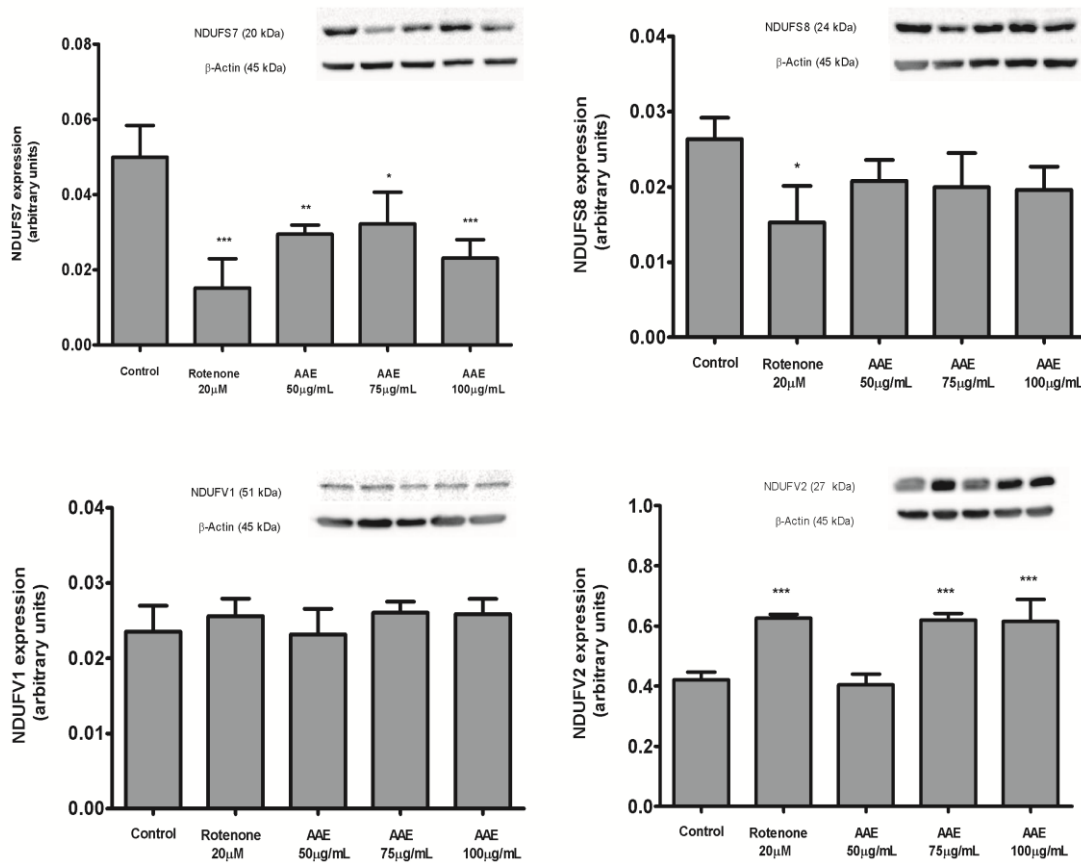 NDUFS7 (20 kDa)
β-Actin (45 kDa)
NDUFS7 expression
(arbitrary units)
0.08
0.06
0.04
0.02
0.00
***
**
*
***
Control
Rotenone
20μM
AAE
50μg/mL
AAE
75μg/mL
AAE
100μg/mL
NDUFS8 (24 kDa)
β-Actin (45 kDa)
NDUFS8 expression
(arbitrary units)
0.04
0.03
0.02
0.01
0.00
*
Control
Rotenone
20μM
AAE
50μg/mL
AAE
75μg/mL
AAE
100μg/mL
NDUFV1 (51 kDa)
β-Actin (45 kDa)
NDUFV1 expression
(arbitrary units)
0.04
0.03
0.02
0.01
0.00
Control
Rotenone
20μM
AAE
50μg/mL
AAE
75μg/mL
AAE
100μg/mL
NDUFV2 (27 kDa)
β-Actin (45 kDa)
NDUFV2 expression
(arbitrary units)
1.0
0.8
0.6
0.4
0.2
0.0
***
***
***
Control
Rotenone
20μM
AAE
50μg/mL
AAE
75μg/mL
AAE
100μg/mL